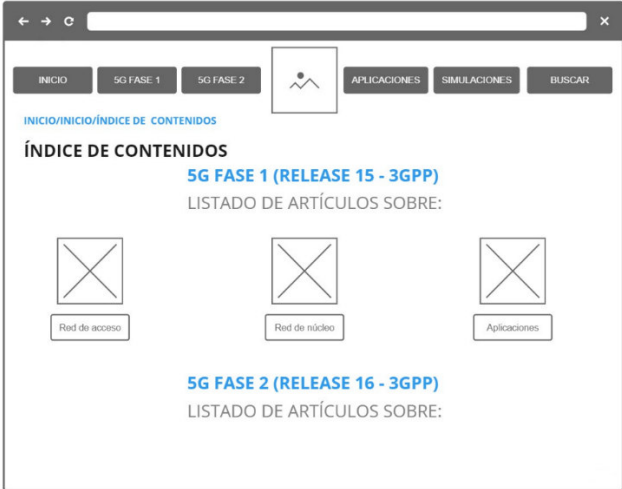 INICIO
5G FASE 1
5G FASE 2
APLICACIONES
SIMULACIONES
BUSCAR
INICIO/INICIO/ÍNDICE DE CONTENIDOS
ÍNDICE DE CONTENIDOS
5G FASE 1 (RELEASE 15 - 3GPP)
LISTADO DE ARTÍCULOS SOBRE:
Red de acceso
Red de núcleo
Aplicaciones
5G FASE 2 (RELEASE 16 - 3GPP)
LISTADO DE ARTÍCULOS SOBRE: